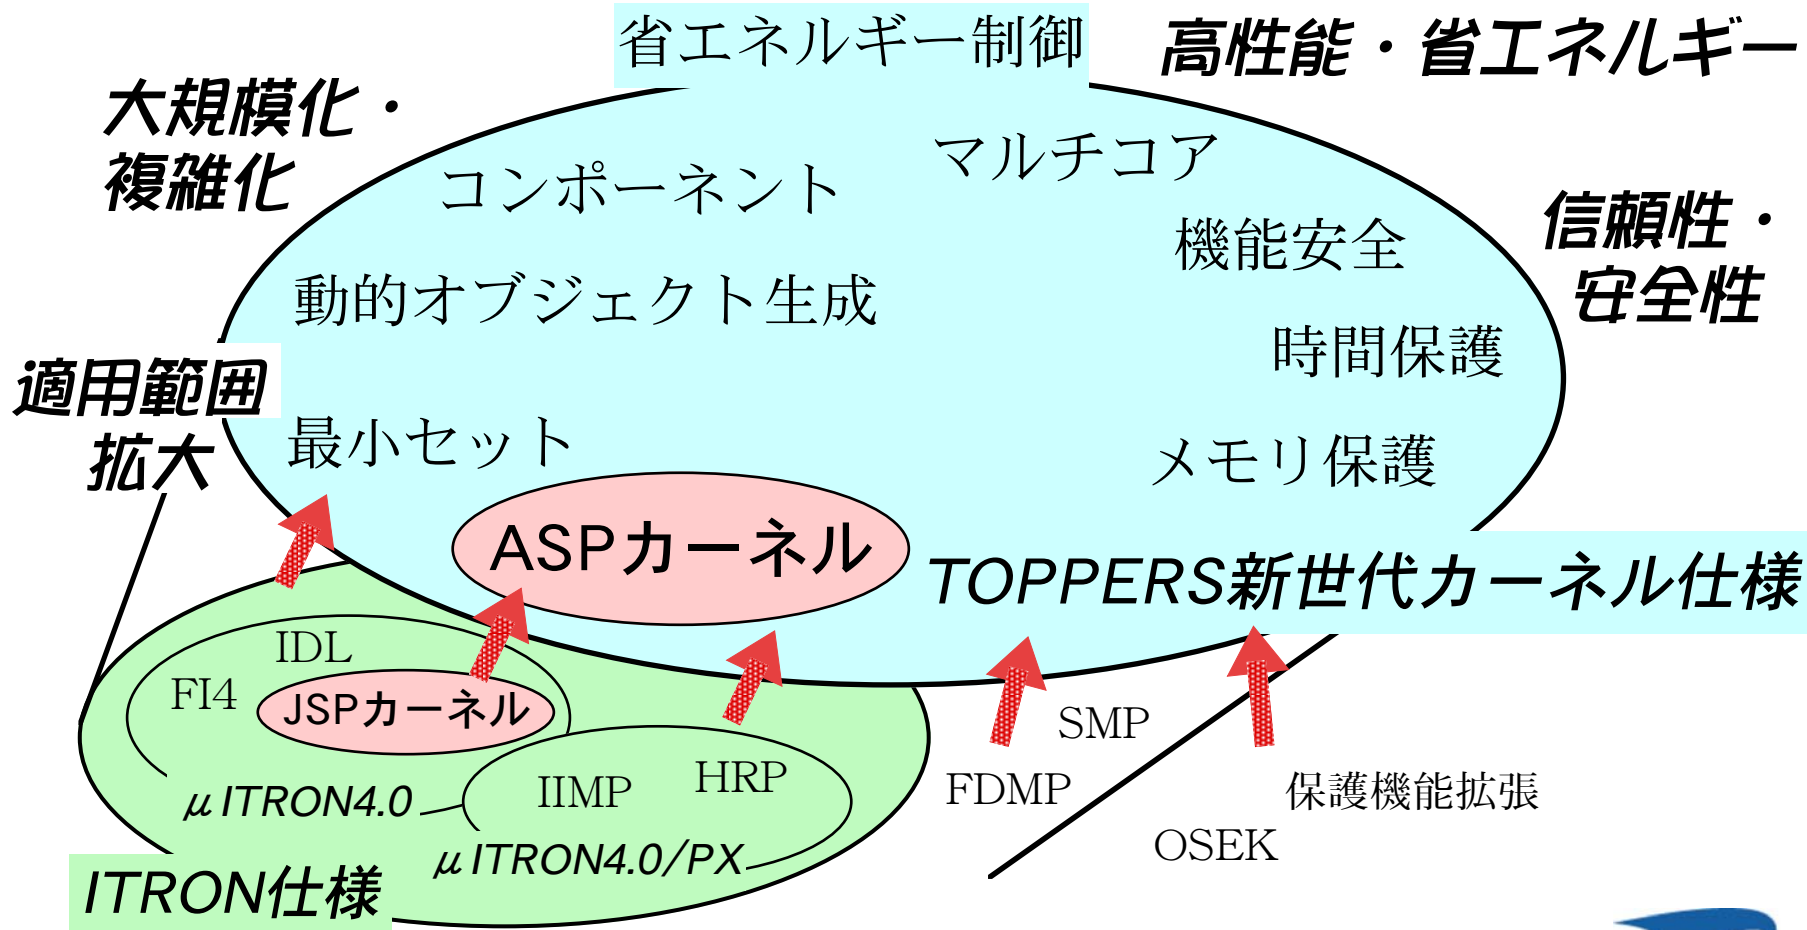 省エネルギー制御
高性能・省エネルギー
大規模化・
複雑化
マルチコア
コンポーネント
信頼性・
安全性
機能安全
動的オブジェクト生成
時間保護
適用範囲
拡大
最小セット
メモリ保護
ASPカーネル
TOPPERS新世代カーネル仕様
IDL
FI4
JSPカーネル
SMP
μITRON4.0
IIMP
HRP
FDMP
保護機能拡張
OSEK
μITRON4.0/PX
ITRON仕様